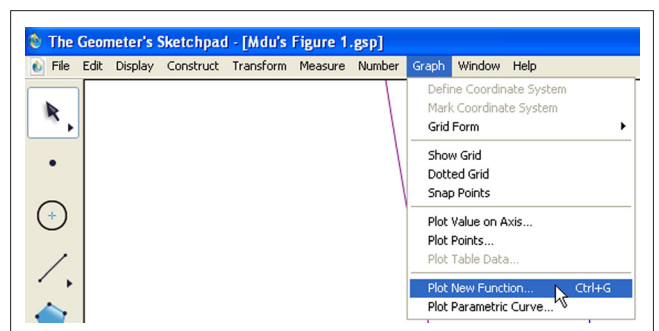 The Geometer's Sketchpad - [Mdu's Figure 1.gsp]
File Edit Display Construct Transform Measure Number Graph Window Help
Define Coordinate System
Mark Coordinate System
Grid Form
Show Grid
Dotted Grid
Snap Points
Plot Value on Axis...
Plot Points...
Plot Table Data...
Plot New Function... Ctrl+G
Plot Parametric Curve...